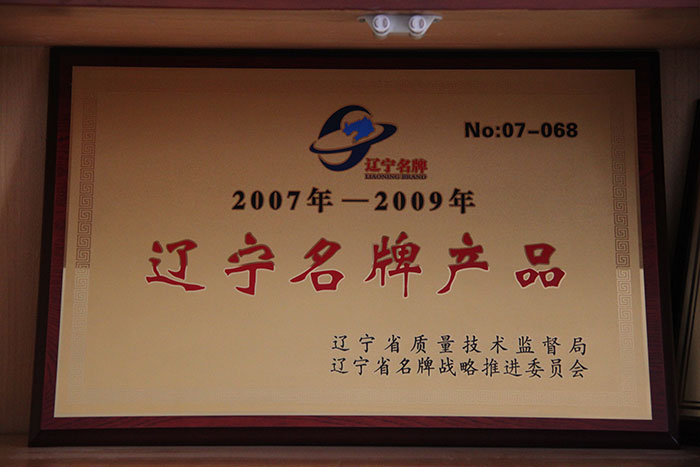 No:07-068
辽宁名牌
LIAONING BRAND
2007年—2009年
辽宁名牌产品
辽宁省质量技术监督局
辽宁省名牌战略推进委员会